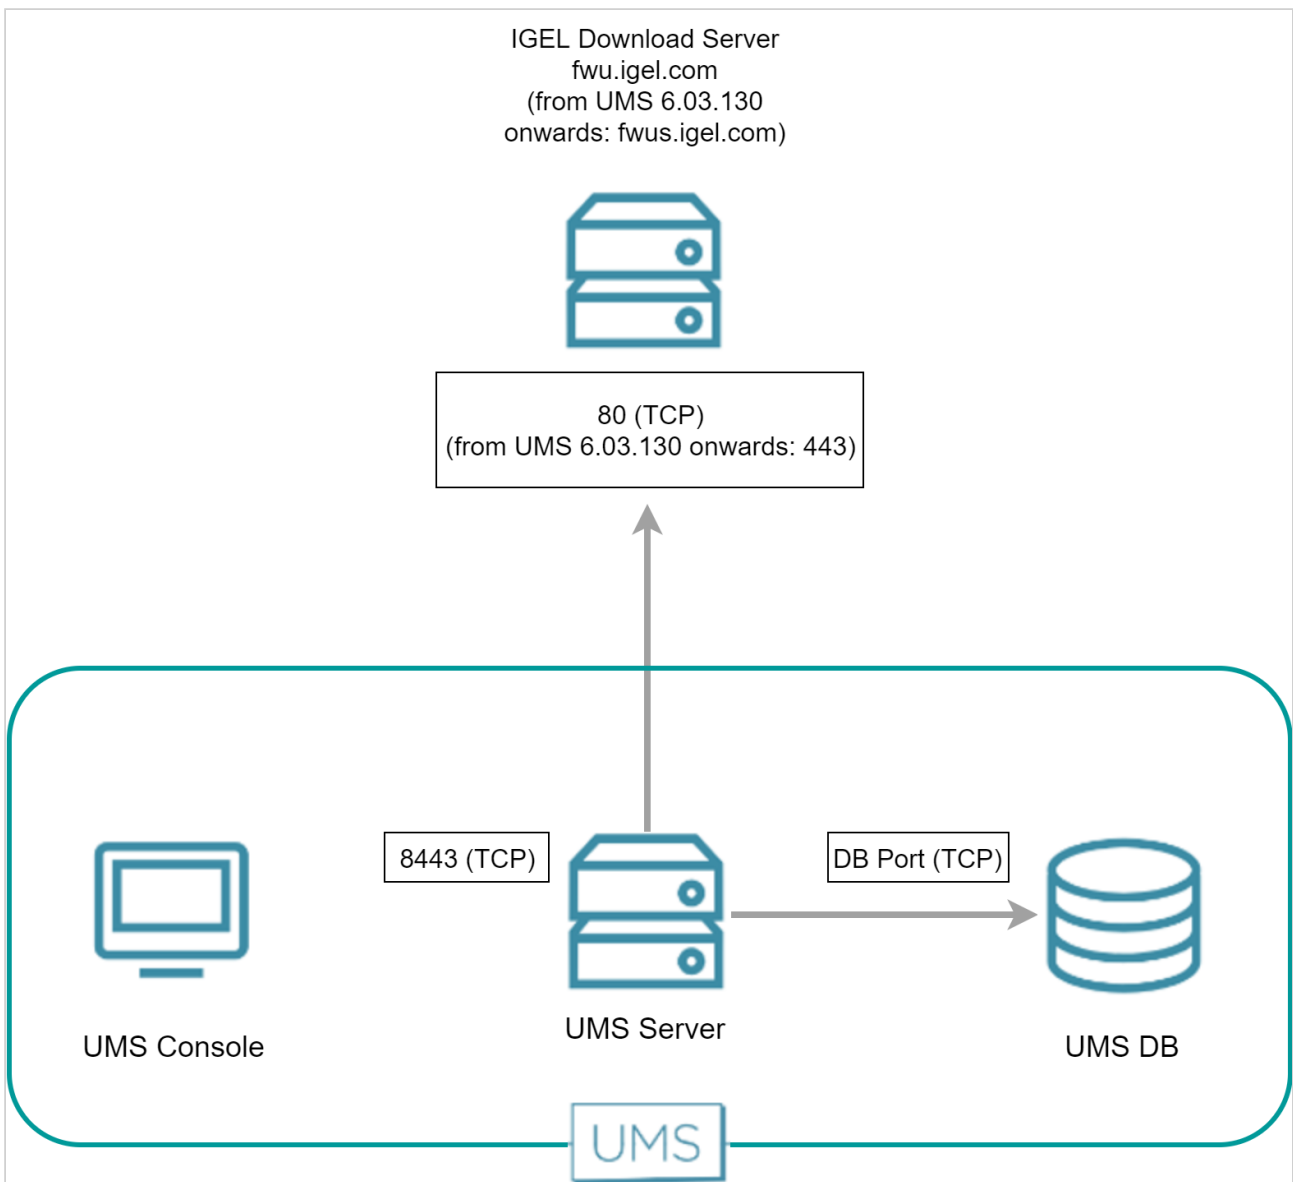 IGEL Download Server
fwu.igel.com
(from UMS 6.03.130
onwards: fwus.igel.com)
80 (TCP)
(from UMS 6.03.130 onwards: 443)
8443 (TCP)
DB Port (TCP)
UMS Console
UMS Server
UMS DB
UMS